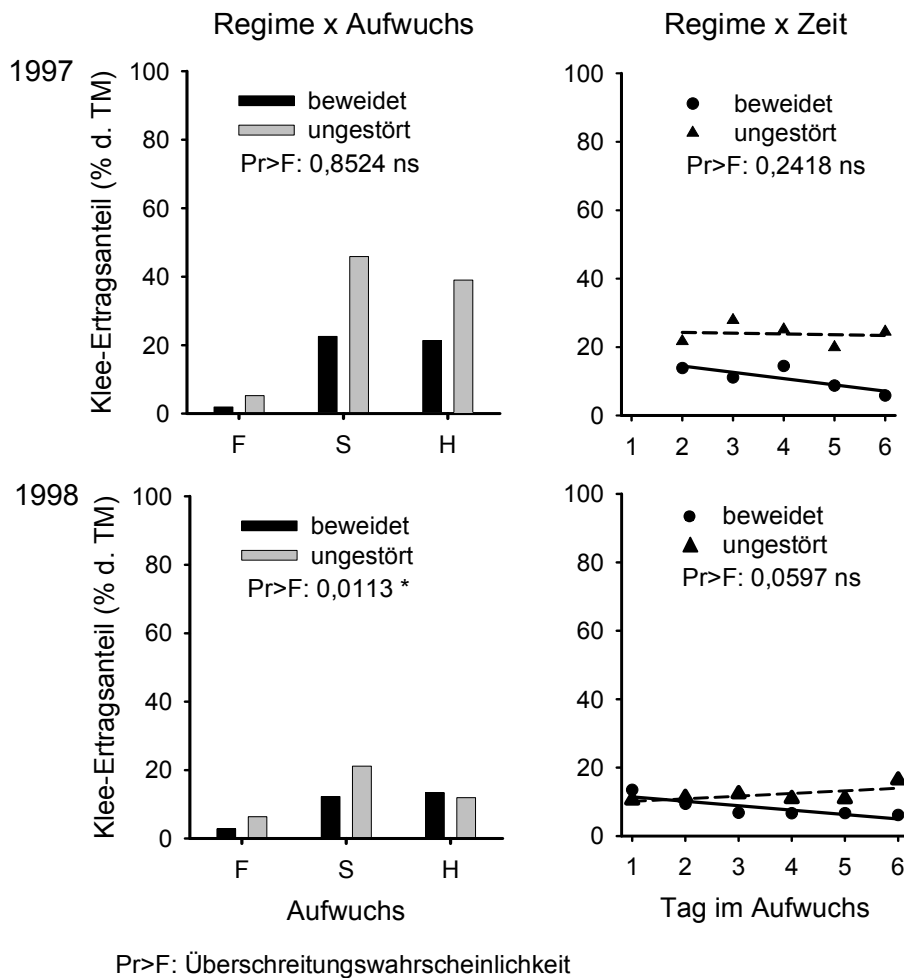 Regime x Aufwuchs
Regime x Zeit
1997
Klee-Ertragsanteil (% d. TM)
100
80
60
40
20
0
beweidet
ungestört
Pr>F: 0,8524 ns
F S H
100
80
60
40
20
0
beweidet
ungestört
Pr>F: 0,2418 ns
1 2 3 4 5 6
1998
Klee-Ertragsanteil (% d. TM)
100
80
60
40
20
0
beweidet
ungestört
Pr>F: 0,0113 *
F S H
Aufwuchs
100
80
60
40
20
0
beweidet
ungestört
Pr>F: 0,0597 ns
1 2 3 4 5 6
Tag im Aufwuchs
Pr>F: Überschreitungswahrscheinlichkeit